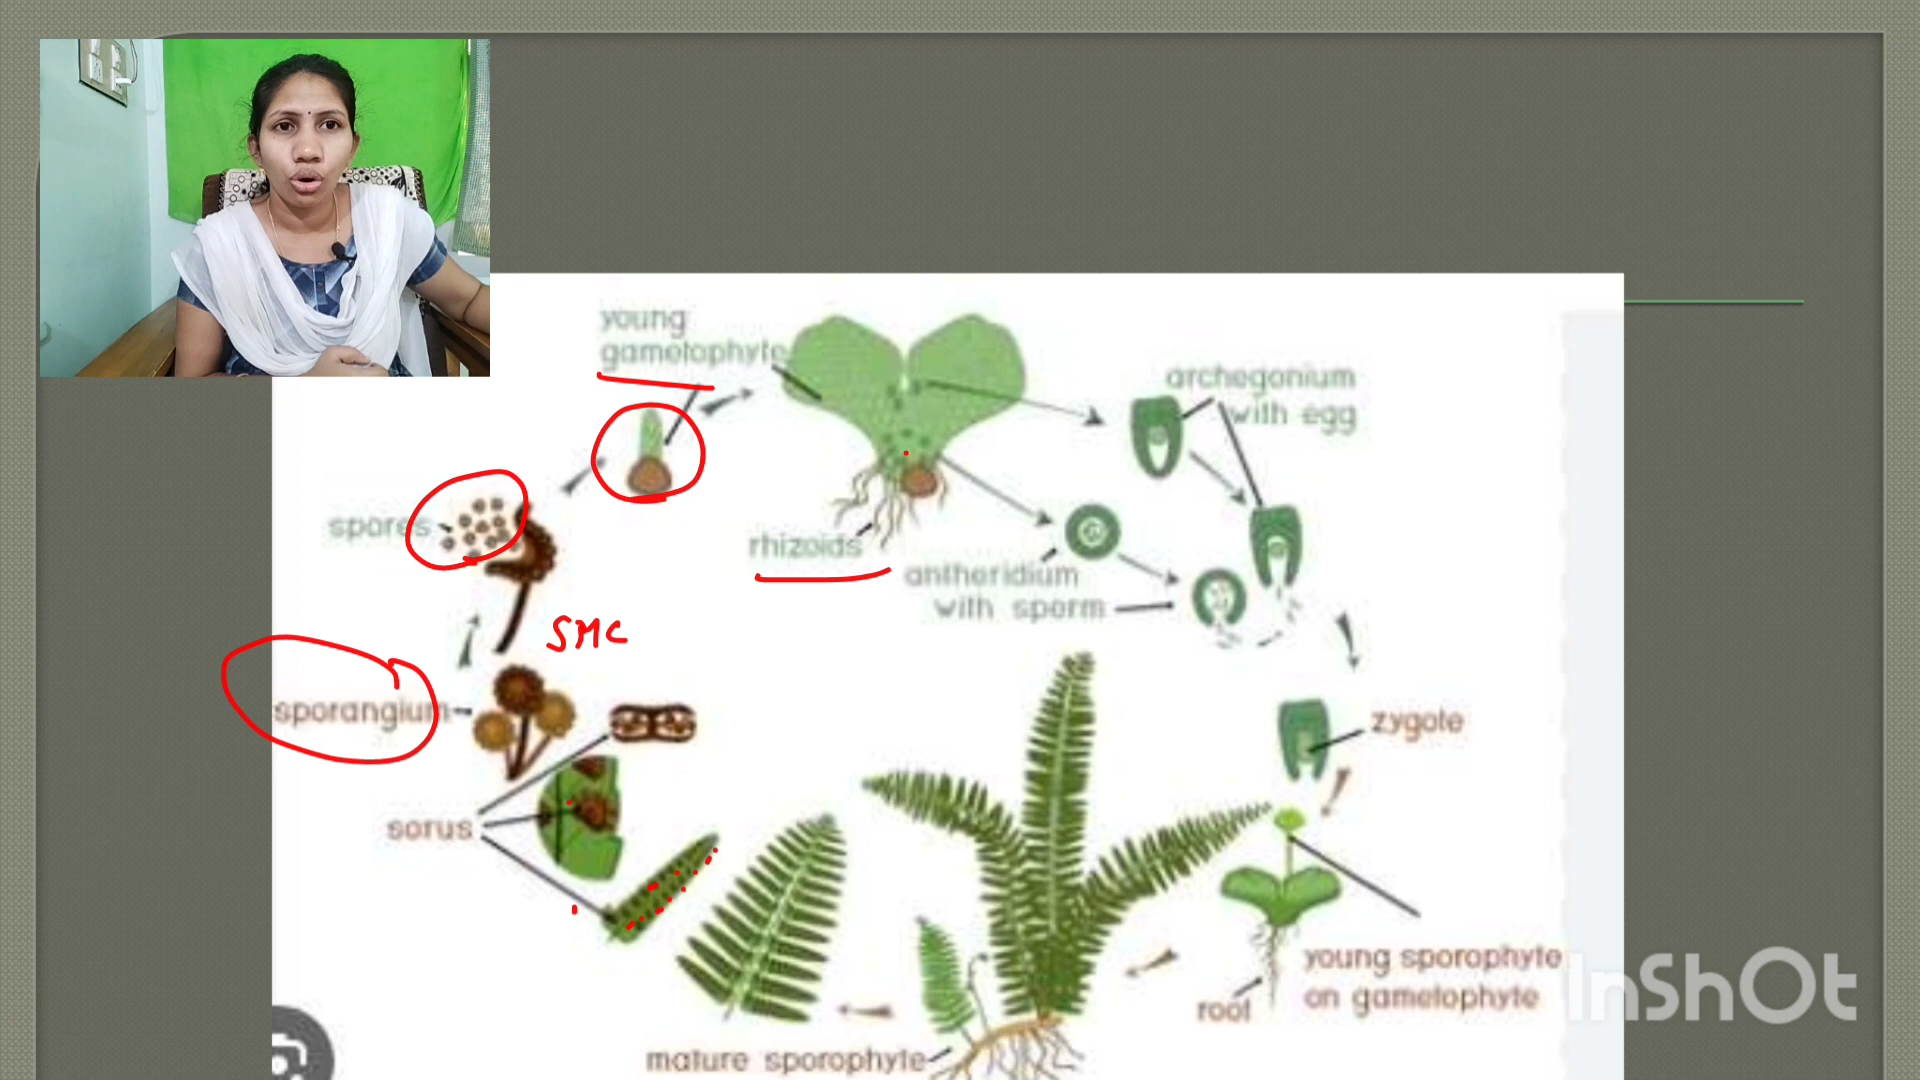 young
gametophyte
archegonium
with egg
spores
rhizoids
antheridium
with sperm
SMC
sporangium
zygote
sorus
young sporophyte
on gametophyte
root
mature sporophyte
InShOt